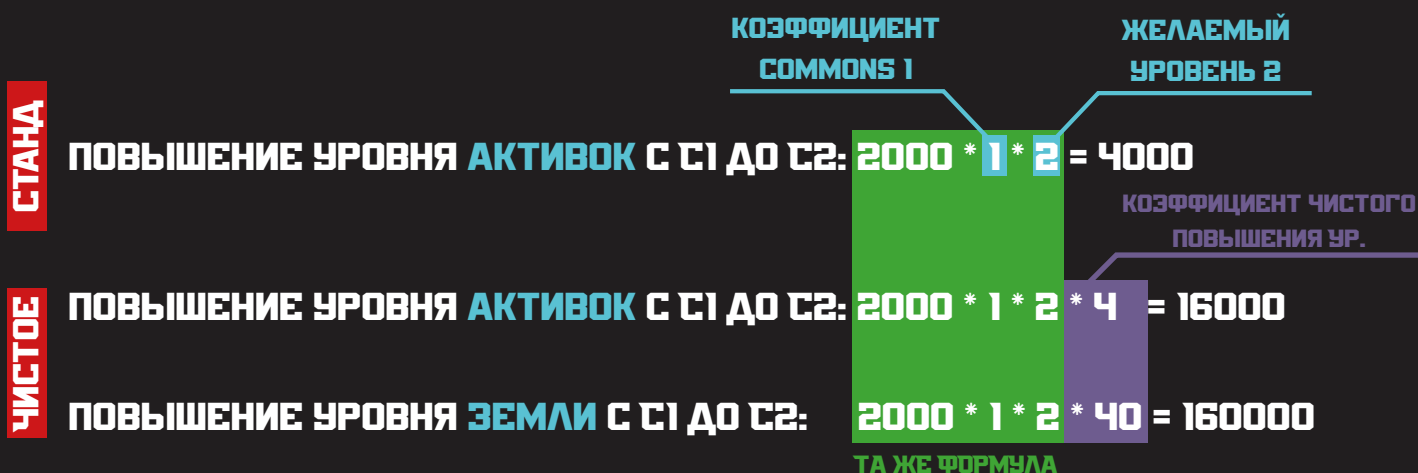 КОЭФФИЦИЕНТ
COMMONS 1
ЖЕЛАЕМЫЙ
УРОВЕНЬ 2
СТАНД
ПОВЫШЕНИЕ УРОВНЯ АКТИВОК С C1 ДО C2: 2000 * 1 * 2 = 4000
КОЭФФИЦИЕНТ ЧИСТОГО
ПОВЫШЕНИЯ УР.
ЧИСТОЕ
ПОВЫШЕНИЕ УРОВНЯ АКТИВОК С C1 ДО C2: 2000 * 1 * 2 * 4 = 16000
ПОВЫШЕНИЕ УРОВНЯ ЗЕМЛИ С C1 ДО C2: 2000 * 1 * 2 * 40 = 160000
ТА ЖЕ ФОРМУЛА